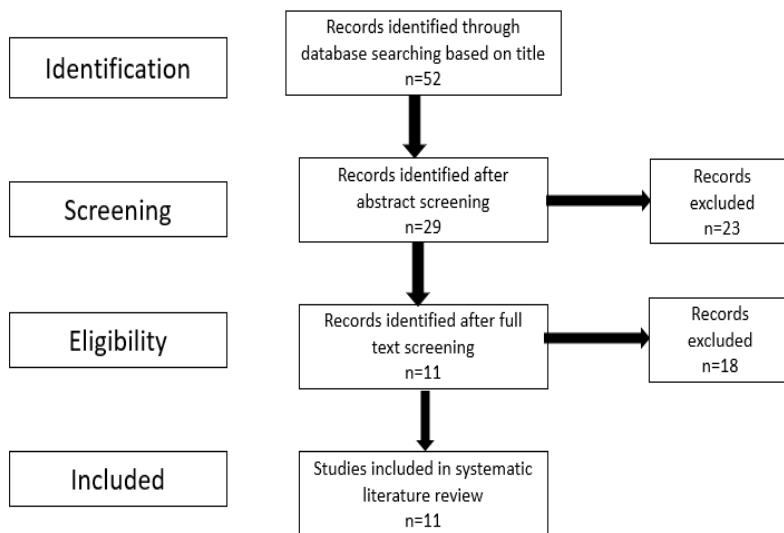 Identification
Records identified through
database searching based on title
n=52
Screening
Records identified after
abstract screening
n=29
Records
excluded
n=23
Eligibility
Records identified after full
text screening
n=11
Records
excluded
n=18
Included
Studies included in systematic
literature review
n=11